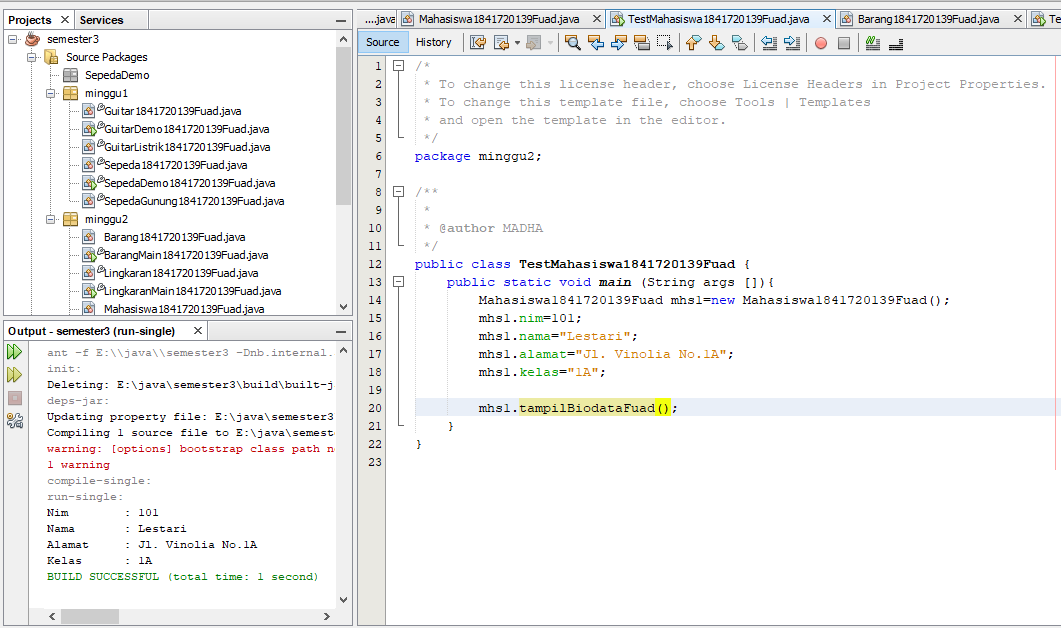 Projects
Services
semester3
Source Packages
SepedaDemo
minggu1
Guitar1841720139Fuad.java
GuitarDemo1841720139Fuad.java
GuitarListrik1841720139Fuad.java
Sepeda1841720139Fuad.java
SepedaDemo1841720139Fuad.java
SepedaGunung1841720139Fuad.java
minggu2
Barang1841720139Fuad.java
BarangMain1841720139Fuad.java
Lingkaran1841720139Fuad.java
LingkaranMain1841720139Fuad.java
Mahasiswa1841720139Fuad.java
Output - semester3 (run-single)
ant -f E:\\java\\semester3 -Dnb.internal.
init:
Deleting: E:\java\semester3\build\built-j
deps-jar:
Updating property file: E:\java\semester3
Compiling 1 source file to E:\java\semest
warning: [options] bootstrap class path n
1 warning
compile-single:
run-single:
Nim : 101
Nama : Lestari
Alamat : Jl. Vinolia No.1A
Kelas : 1A
BUILD SUCCESSFUL (total time: 1 second)
....java Mahasiswa1841720139Fuad.java TestMahasiswa1841720139Fuad.java Barang1841720139Fuad.java Te
Source History
1 /*
2 * To change this license header, choose License Headers in Project Properties.
3 * To change this template file, choose Tools | Templates
4 * and open the template in the editor.
5 */
6 package minggu2;
7
8 /**
9 *
10 * @author MADHA
11 */
12 public class TestMahasiswa1841720139Fuad {
13 public static void main (String args []){
14 Mahasiswa1841720139Fuad mhs1=new Mahasiswa1841720139Fuad();
15 mhs1.nim=101;
16 mhs1.nama="Lestari";
17 mhs1.alamat="Jl. Vinolia No.1A";
18 mhs1.kelas="1A";
19
20 mhs1.tampilBiodataFuad();
21 }
22 }
23